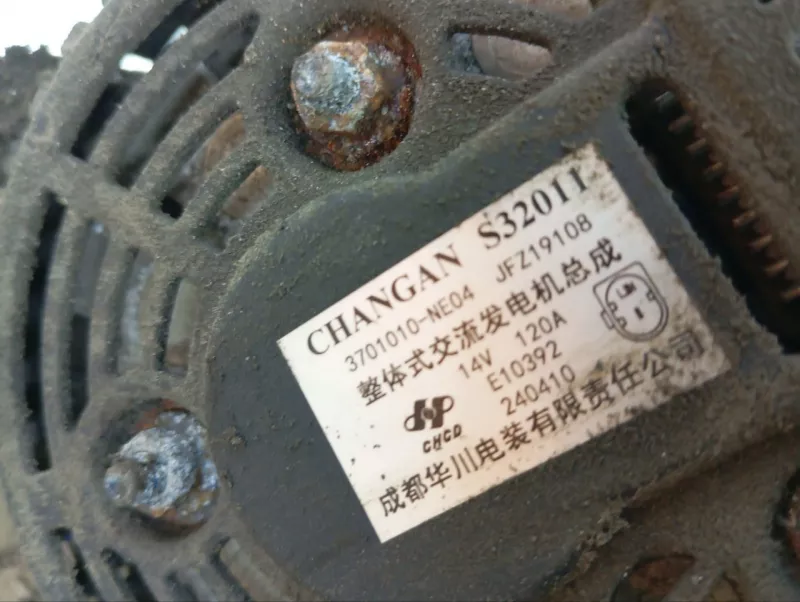 CHANGAN S32011
3701010-NE04 JFZ19108
整体式交流发电机总成
14V 120A
E10392
CHCD 240410
成都华川电装有限责任公司